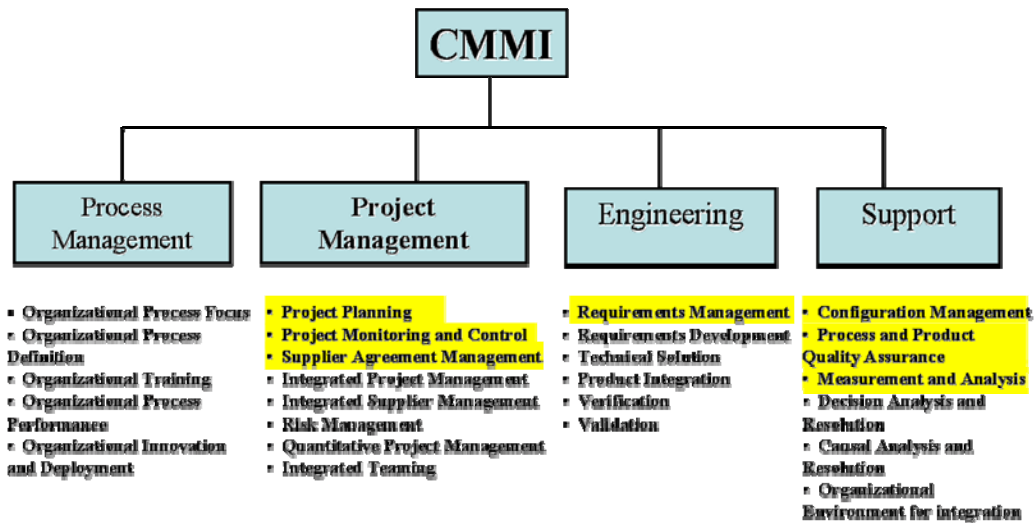 CMMI
Process
Management
Project
Management
Engineering
Support
▪ Organizational Process Focus
▪ Organizational Process
Definition
▪ Organizational Training
▪ Organizational Process
Performance
▪ Organizational Innovation
and Deployment
▪ Project Planning
▪ Project Monitoring and Control
▪ Supplier Agreement Management
▪ Integrated Project Management
▪ Integrated Supplier Management
▪ Risk Management
▪ Quantitative Project Management
▪ Integrated Teaming
▪ Requirements Management
▪ Requirements Development
▪ Technical Solution
▪ Product Integration
▪ Verification
▪ Validation
▪ Configuration Management
▪ Process and Product
Quality Assurance
▪ Measurement and Analysis
▪ Decision Analysis and
Resolution
▪ Causal Analysis and
Resolution
▪ Organizational
Environment for integration